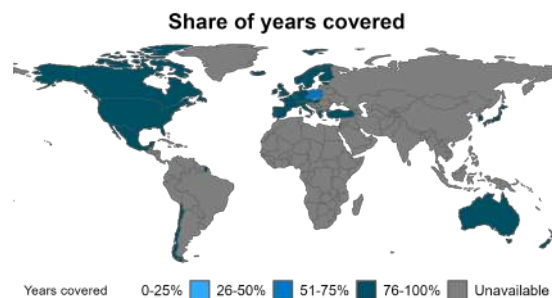 Share of years covered
Years covered 0-25% 26-50% 51-75% 76-100% Unavailable